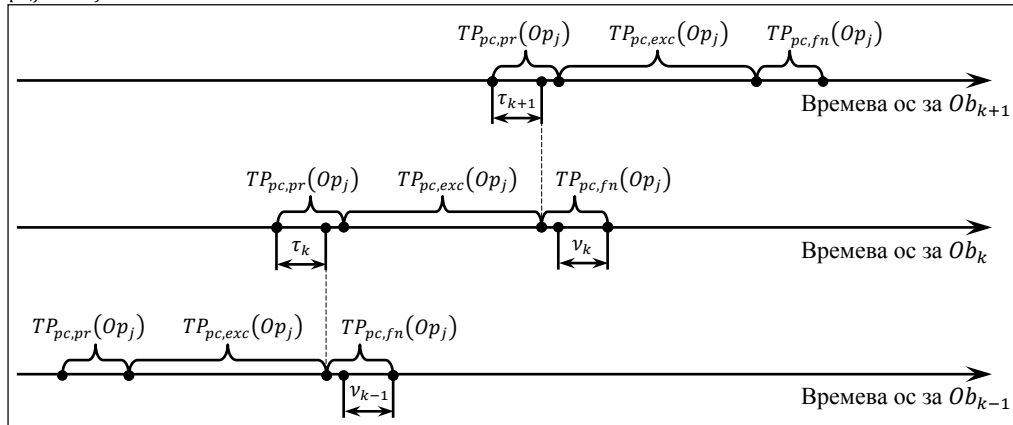 TP_{pc,pr}(Op_j) TP_{pc,exc}(Op_j) TP_{pc,fn}(Op_j)
τ_{k+1}
Времева ос за Ob_{k+1}
TP_{pc,pr}(Op_j) TP_{pc,exc}(Op_j) TP_{pc,fn}(Op_j)
τ_k ν_k
Времева ос за Ob_k
TP_{pc,pr}(Op_j) TP_{pc,exc}(Op_j) TP_{pc,fn}(Op_j)
ν_{k−1}
Времева ос за Ob_{k−1}